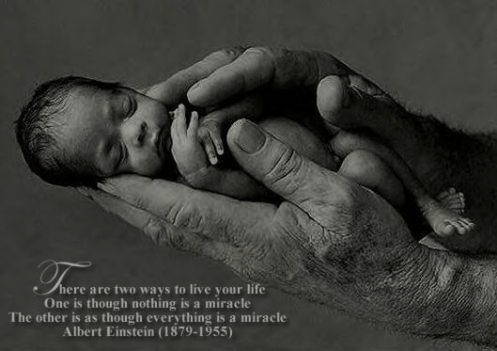 There are two ways to live your life
One is though nothing is a miracle
The other is as though everything is a miracle
Albert Einstein (1879-1955)